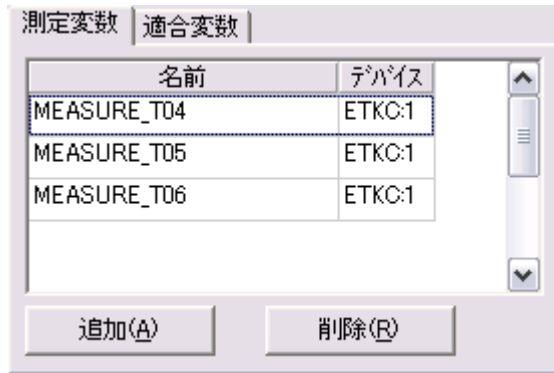 測定変数 適合変数
名前 ﾃﾞﾊﾞｲｽ
MEASURE_T04 ETKC:1
MEASURE_T05 ETKC:1
MEASURE_T06 ETKC:1
追加(A) 削除(R)